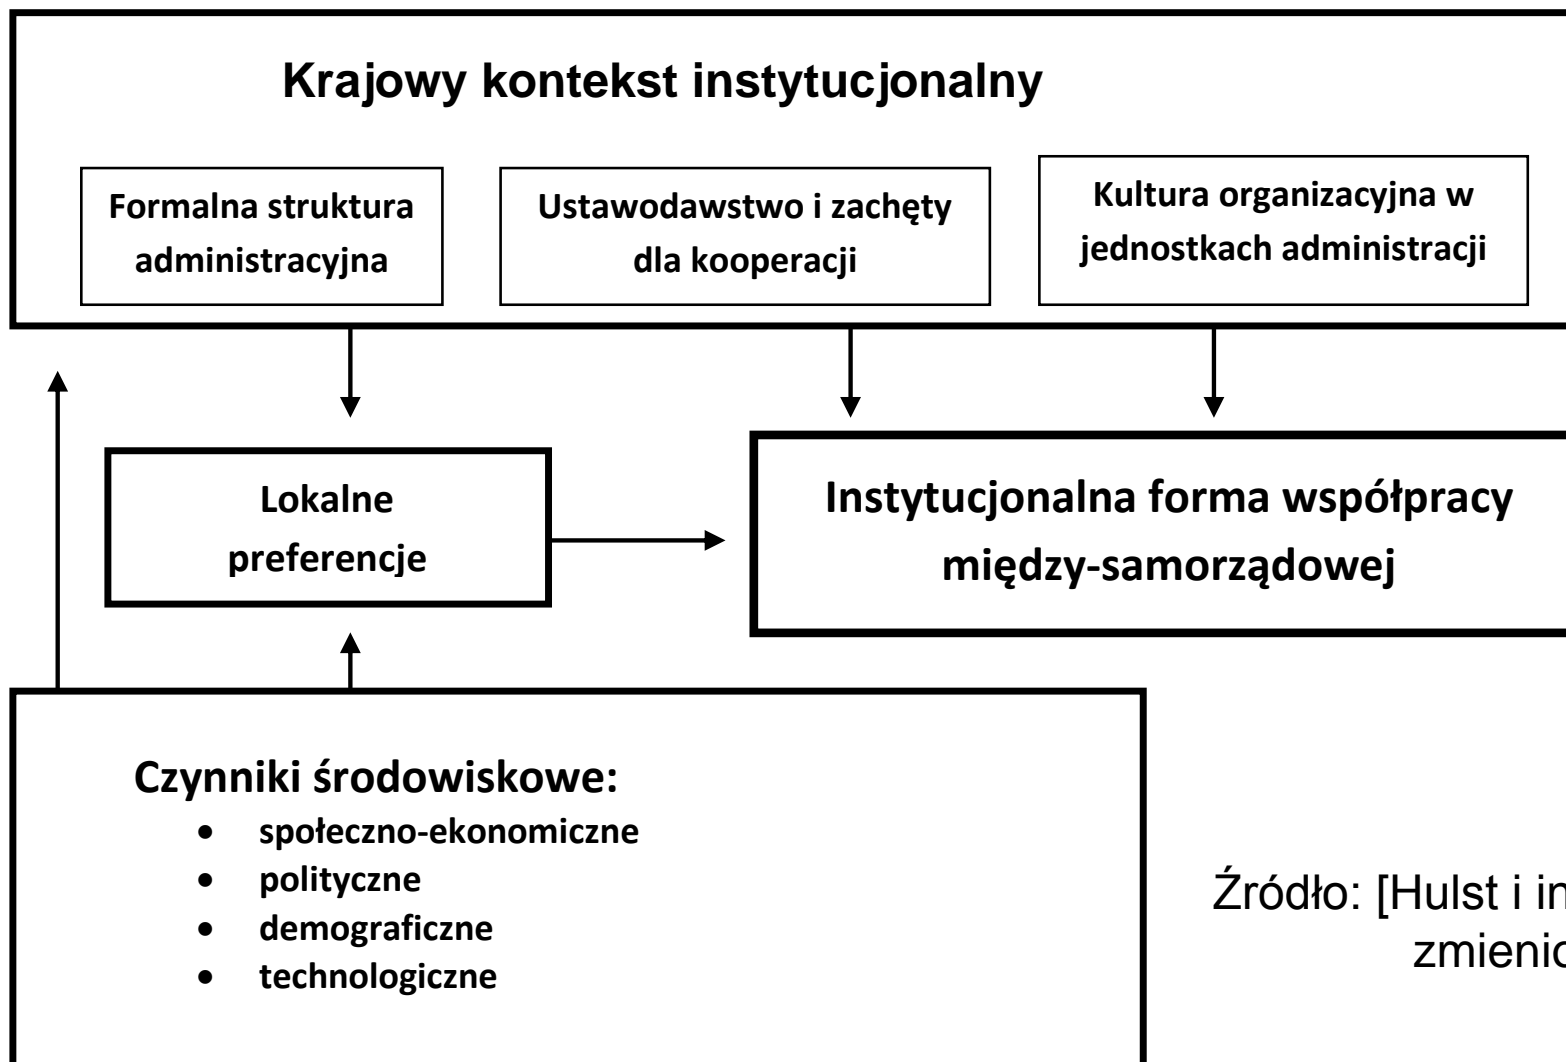 Krajowy kontekst instytucjonalny
Formalna struktura
administracyjna
Ustawodawstwo i zachęty
dla kooperacji
Kultura organizacyjna w
jednostkach administracji
Lokalne
preferencje
Instytucjonalna forma współpracy
między-samorządowej
Czynniki środowiskowe:
• społeczno-ekonomiczne
• polityczne
• demograficzne
• technologiczne
Źródło: [Hulst i